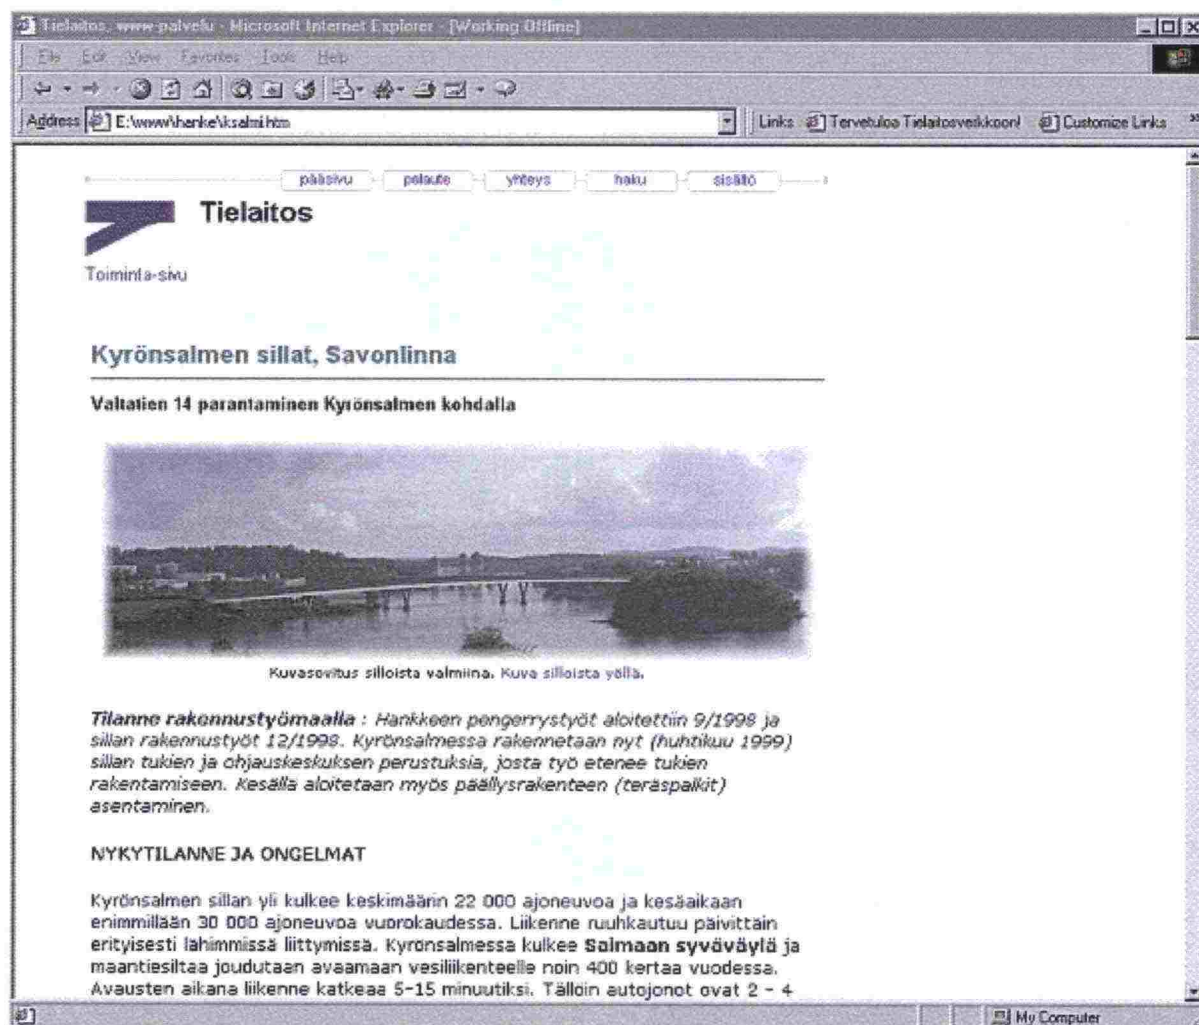 Tielaitos, www-palvelu - Microsoft Internet Explorer - [Working Offline]
File Edit View Favorites Tools Help
Address E:\www\hanke\ksalmi.htm Links Tervetuloa Tielaitosverkkoon! Customize Links »
pääsivu palaute yhteys haku sisältö
Tielaitos
Toiminta-sivu
Kyrönsalmen sillat, Savonlinna
Valtatien 14 parantaminen Kyrönsalmen kohdalla
Kuvasovitus silloista valmiina. Kuva silloista yöllä.
Tilanne rakennustyömaalla : Hankkeen pengerrystyöt aloitettiin 9/1998 ja
sillan rakennustyöt 12/1998. Kyrönsalmessa rakennetaan nyt (huhtikuu 1999)
sillan tukien ja ohjauskeskuksen perustuksia, josta työ etenee tukien
rakentamiseen. Kesällä aloitetaan myös päällysrakenteen (teräspalkit)
asentaminen.
NYKYTILANNE JA ONGELMAT
Kyrönsalmen sillan yli kulkee keskimäärin 22 000 ajoneuvoa ja kesäaikaan
enimmillään 30 000 ajoneuvoa vuorokaudessa. Liikenne ruuhkautuu päivittäin
erityisesti lähimmissä liittymissä. Kyrönsalmessa kulkee Saimaan syväväylä ja
maantiesiltaa joudutaan avaamaan vesiliikenteelle noin 400 kertaa vuodessa.
Avausten aikana liikenne katkeaa 5-15 minuutiksi. Tällöin autojonot ovat 2 - 4
My Computer